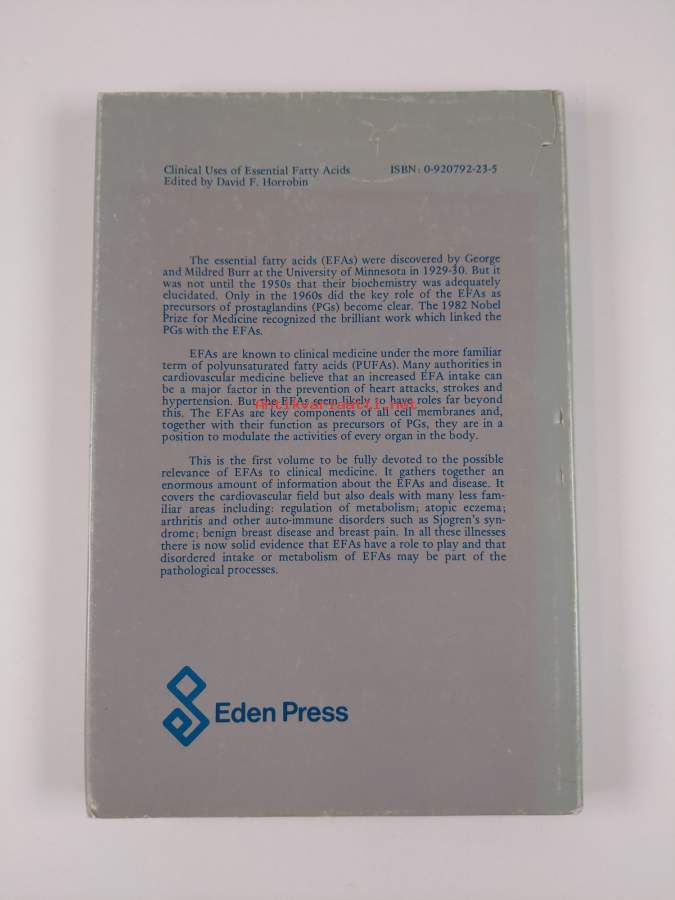 Clinical Uses of Essential Fatty Acids ISBN: 0-920792-23-5
Edited by David F. Horrobin
The essential fatty acids (EFAs) were discovered by George
and Mildred Burr at the University of Minnesota in 1929-30. But it
was not until the 1950s that their biochemistry was adequately
elucidated. Only in the 1960s did the key role of the EFAs as
precursors of prostaglandins (PGs) become clear. The 1982 Nobel
Prize for Medicine recognized the brilliant work which linked the
PGs with the EFAs.
EFAs are known to clinical medicine under the more familiar
term of polyunsaturated fatty acids (PUFAs). Many authorities in
cardiovascular medicine believe that an increased EFA intake can
be a major factor in the prevention of heart attacks, strokes and
hypertension. But the EFAs seem likely to have roles far beyond
Antikvariaatti.net
this. The EFAs are key components of all cell membranes and,
together with their function as precursors of PGs, they are in a
position to modulate the activities of every organ in the body.
This is the first volume to be fully devoted to the possible
relevance of EFAs to clinical medicine. It gathers together an
enormous amount of information about the EFAs and disease. It
covers the cardiovascular field but also deals with many less fam-
iliar areas including: regulation of metabolism; atopic eczema;
arthritis and other auto-immune disorders such as Sjogren's syn-
drome; benign breast disease and breast pain. In all these illnesses
there is now solid evidence that EFAs have a role to play and that
disordered intake or metabolism of EFAs may be part of the
pathological processes.
Eden Press